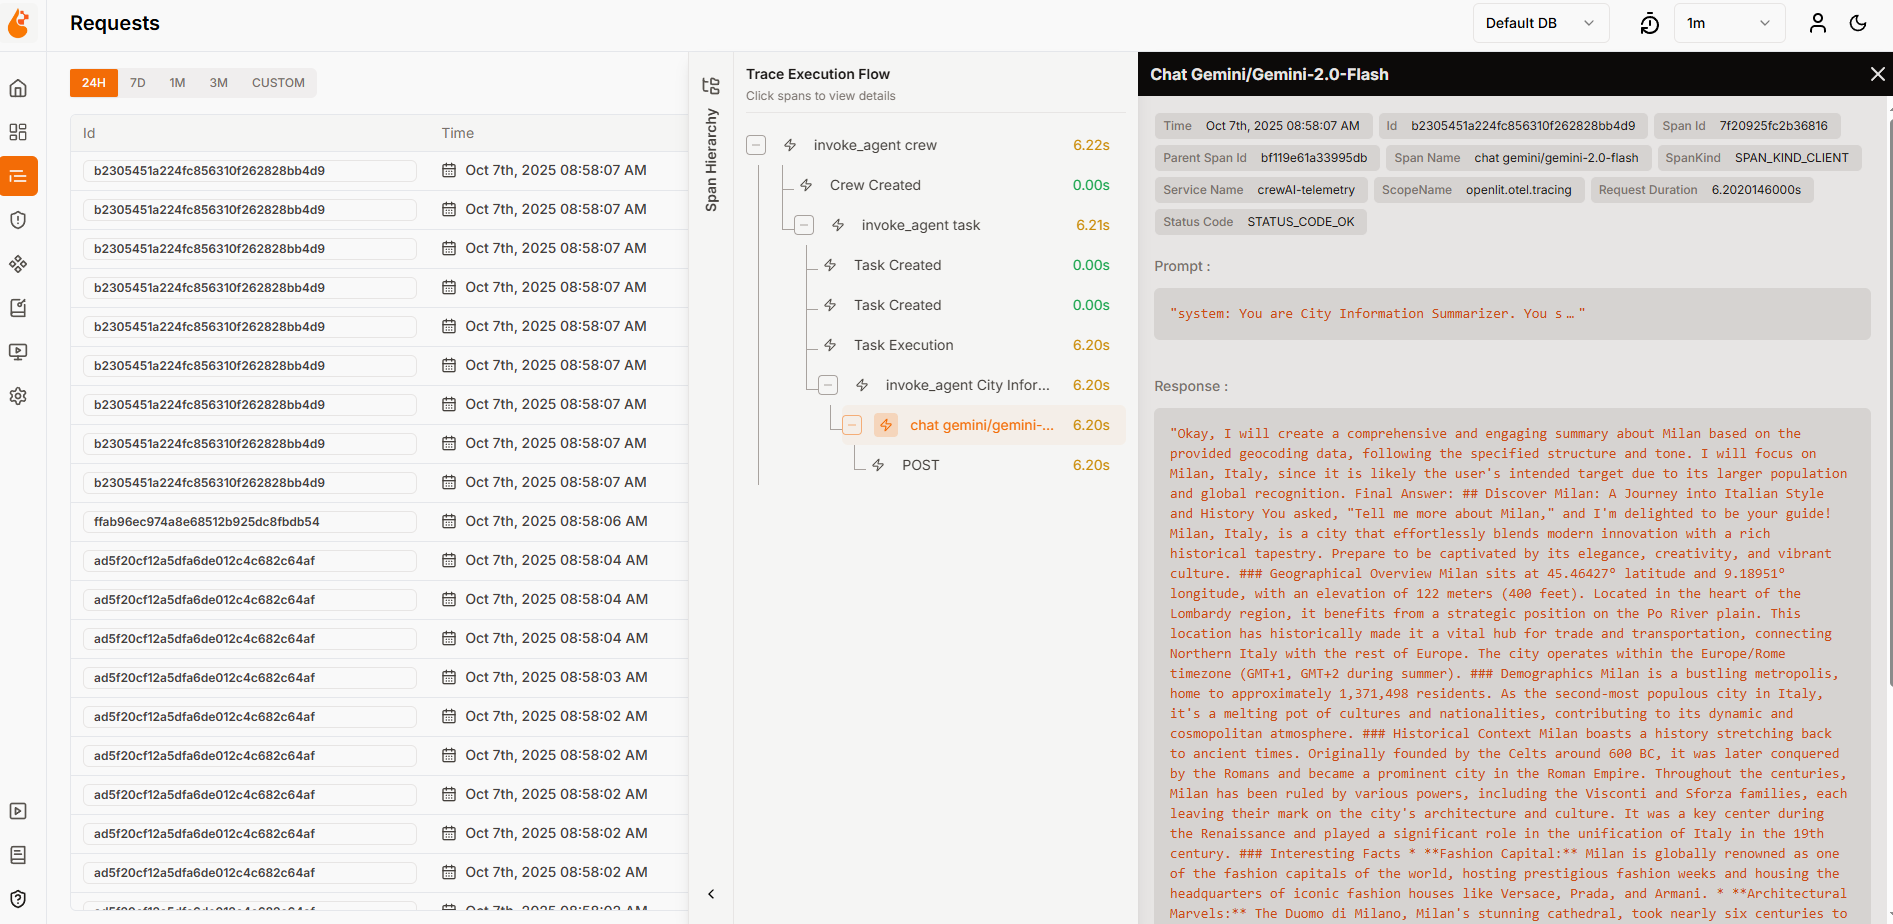 Requests
Default DB
1m
24H 7D 1M 3M CUSTOM
Id Time
b2305451a224fc856310f262828bb4d9 Oct 7th, 2025 08:58:07 AM
b2305451a224fc856310f262828bb4d9 Oct 7th, 2025 08:58:07 AM
b2305451a224fc856310f262828bb4d9 Oct 7th, 2025 08:58:07 AM
b2305451a224fc856310f262828bb4d9 Oct 7th, 2025 08:58:07 AM
b2305451a224fc856310f262828bb4d9 Oct 7th, 2025 08:58:07 AM
b2305451a224fc856310f262828bb4d9 Oct 7th, 2025 08:58:07 AM
b2305451a224fc856310f262828bb4d9 Oct 7th, 2025 08:58:07 AM
b2305451a224fc856310f262828bb4d9 Oct 7th, 2025 08:58:07 AM
b2305451a224fc856310f262828bb4d9 Oct 7th, 2025 08:58:07 AM
ffab96ec974a8e68512b925dc8fbdb54 Oct 7th, 2025 08:58:06 AM
ad5f20cf12a5dfa6de012c4c682c64af Oct 7th, 2025 08:58:04 AM
ad5f20cf12a5dfa6de012c4c682c64af Oct 7th, 2025 08:58:04 AM
ad5f20cf12a5dfa6de012c4c682c64af Oct 7th, 2025 08:58:04 AM
ad5f20cf12a5dfa6de012c4c682c64af Oct 7th, 2025 08:58:03 AM
ad5f20cf12a5dfa6de012c4c682c64af Oct 7th, 2025 08:58:02 AM
ad5f20cf12a5dfa6de012c4c682c64af Oct 7th, 2025 08:58:02 AM
ad5f20cf12a5dfa6de012c4c682c64af Oct 7th, 2025 08:58:02 AM
ad5f20cf12a5dfa6de012c4c682c64af Oct 7th, 2025 08:58:02 AM
ad5f20cf12a5dfa6de012c4c682c64af Oct 7th, 2025 08:58:02 AM
Span Hierarchy
Trace Execution Flow
Click spans to view details
invoke_agent crew 6.22s
Crew Created 0.00s
invoke_agent task 6.21s
Task Created 0.00s
Task Created 0.00s
Task Execution 6.20s
invoke_agent City Infor... 6.20s
chat gemini/gemini-... 6.20s
POST 6.20s
Chat Gemini/Gemini-2.0-Flash
Time Oct 7th, 2025 08:58:07 AM Id b2305451a224fc856310f262828bb4d9 Span Id 7f20925fc2b36816
Parent Span Id bf119e61a33995db Span Name chat gemini/gemini-2.0-flash SpanKind SPAN_KIND_CLIENT
Service Name crewAI-telemetry ScopeName openlit.otel.tracing Request Duration 6.2020146000s
Status Code STATUS_CODE_OK
Prompt :
"system: You are City Information Summarizer. You s…"
Response :
"Okay, I will create a comprehensive and engaging summary about Milan based on the
provided geocoding data, following the specified structure and tone. I will focus on
Milan, Italy, since it is likely the user's intended target due to its larger population
and global recognition. Final Answer: ## Discover Milan: A Journey into Italian Style
and History You asked, "Tell me more about Milan," and I'm delighted to be your guide!
Milan, Italy, is a city that effortlessly blends modern innovation with a rich
historical tapestry. Prepare to be captivated by its elegance, creativity, and vibrant
culture. ### Geographical Overview Milan sits at 45.46427° latitude and 9.18951°
longitude, with an elevation of 122 meters (400 feet). Located in the heart of the
Lombardy region, it benefits from a strategic position on the Po River plain. This
location has historically made it a vital hub for trade and transportation, connecting
Northern Italy with the rest of Europe. The city operates within the Europe/Rome
timezone (GMT+1, GMT+2 during summer). ### Demographics Milan is a bustling metropolis,
home to approximately 1,371,498 residents. As the second-most populous city in Italy,
it's a melting pot of cultures and nationalities, contributing to its dynamic and
cosmopolitan atmosphere. ### Historical Context Milan boasts a history stretching back
to ancient times. Originally founded by the Celts around 600 BC, it was later conquered
by the Romans and became a prominent city in the Roman Empire. Throughout the centuries,
Milan has been ruled by various powers, including the Visconti and Sforza families, each
leaving their mark on the city's architecture and culture. It was a key center during
the Renaissance and played a significant role in the unification of Italy in the 19th
century. ### Interesting Facts * **Fashion Capital:** Milan is globally renowned as one
of the fashion capitals of the world, hosting prestigious fashion weeks and housing the
headquarters of iconic fashion houses like Versace, Prada, and Armani. * **Architectural
Marvels:** The Duomo di Milano, Milan's stunning cathedral, took nearly six centuries to